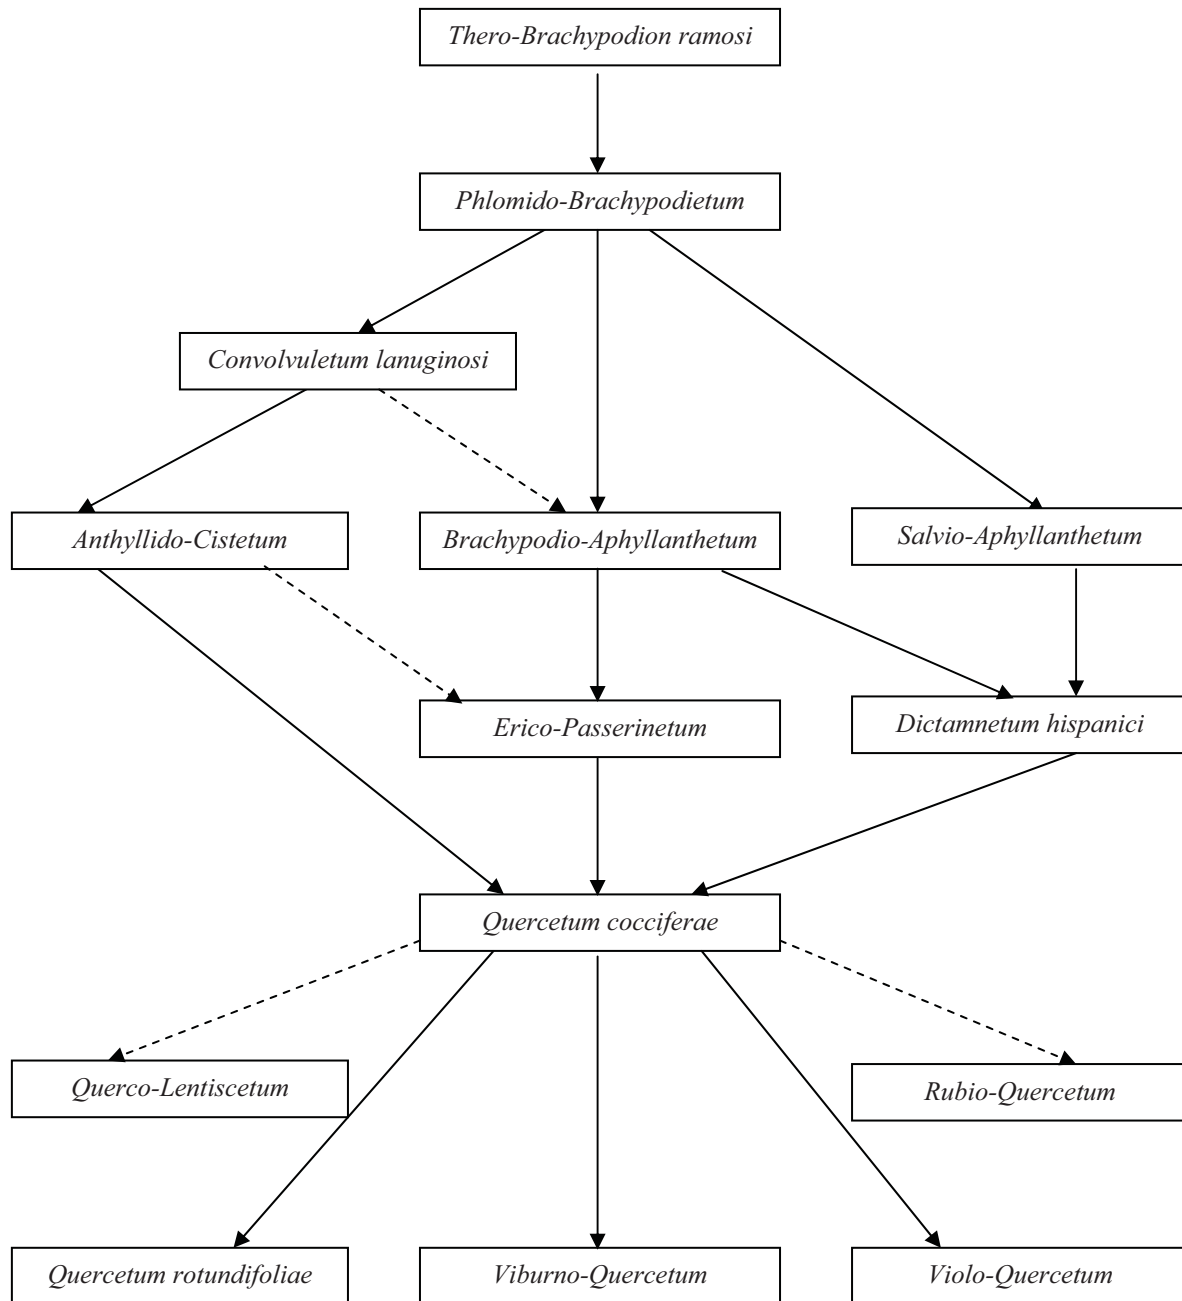 Thero-Brachypodion ramosi
Phlomido-Brachypodietum
Convolvuletum lanuginosi
Anthyllido-Cistetum
Brachypodio-Aphyllanthetum
Salvio-Aphyllanthetum
Erico-Passerinetum
Dictamnetum hispanici
Quercetum cocciferae
Querco-Lentiscetum
Rubio-Quercetum
Quercetum rotundifoliae
Viburno-Quercetum
Violo-Quercetum